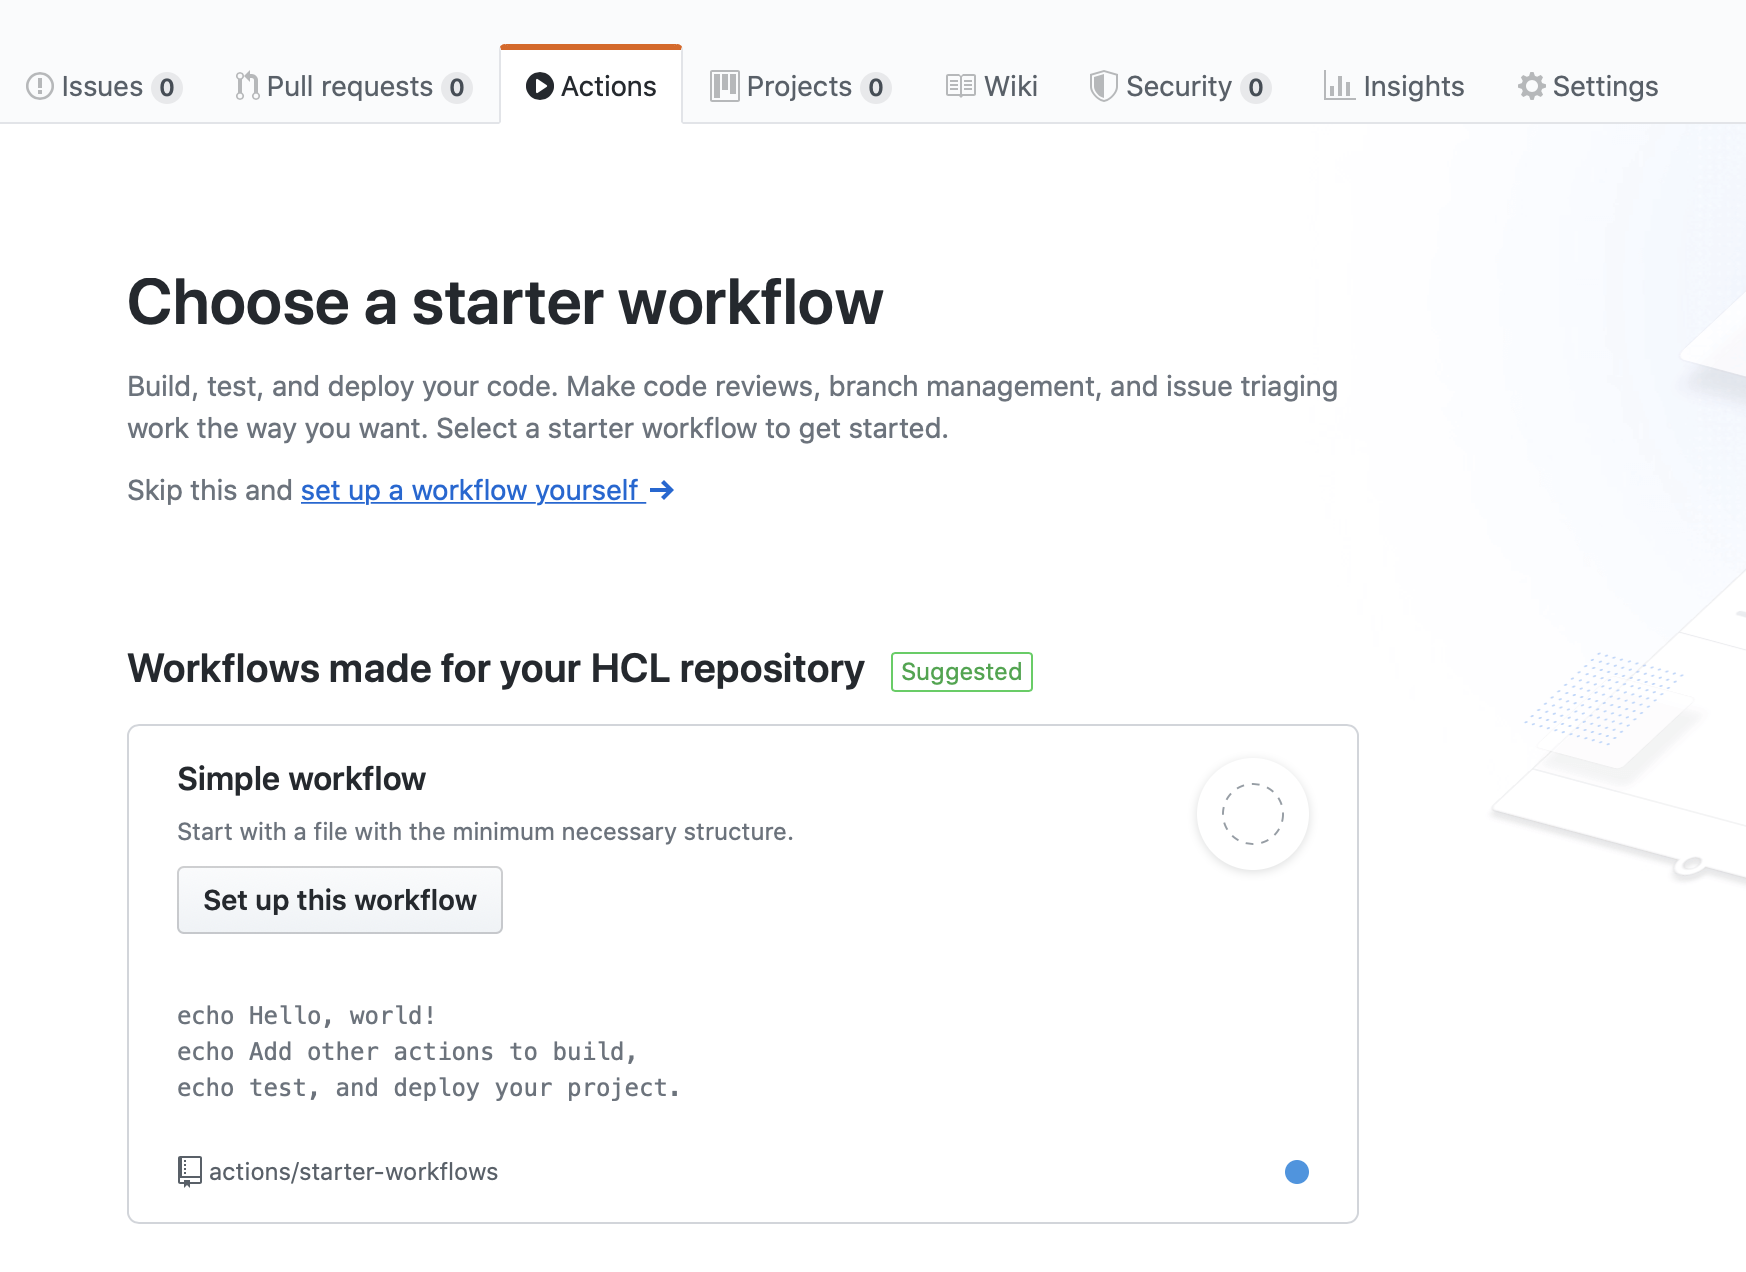 Issues 0 Pull requests 0 Actions Projects 0 Wiki Security 0 Insights Settings
Choose a starter workflow
Build, test, and deploy your code. Make code reviews, branch management, and issue triaging
work the way you want. Select a starter workflow to get started.
Skip this and set up a workflow yourself →
Workflows made for your HCL repository Suggested
Simple workflow
Start with a file with the minimum necessary structure.
Set up this workflow
echo Hello, world!
echo Add other actions to build,
echo test, and deploy your project.
actions/starter-workflows